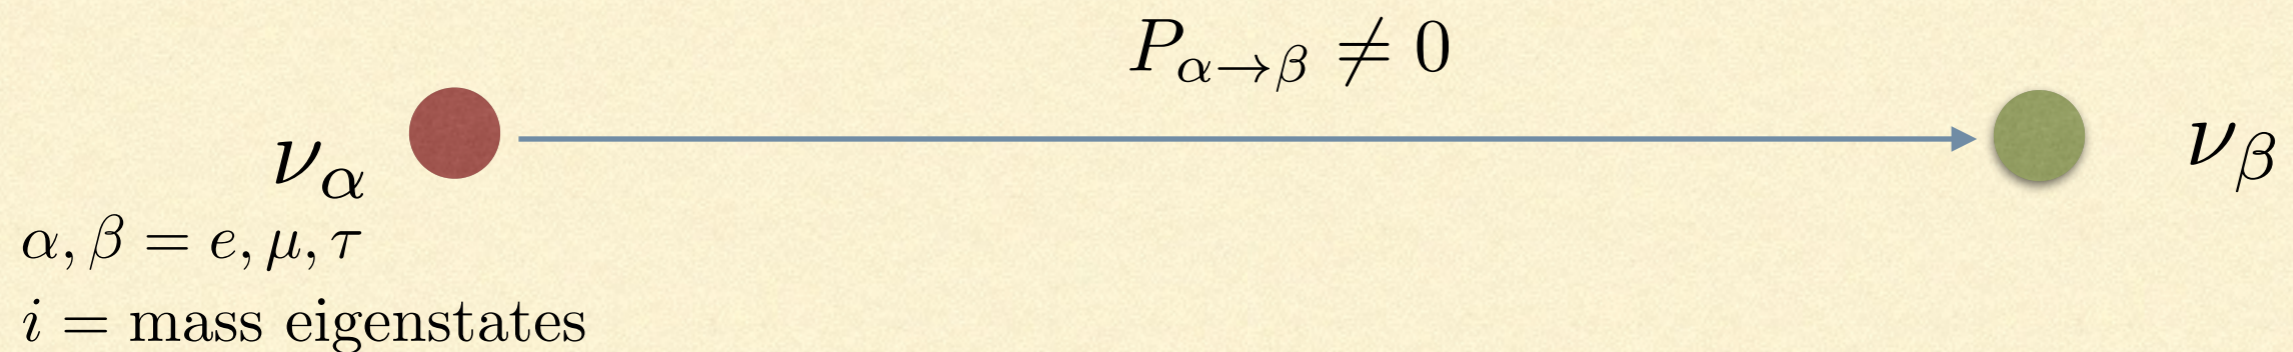 P_{α→β} ≠ 0
ν_α
ν_β
α, β = e, μ, τ
i = mass eigenstates